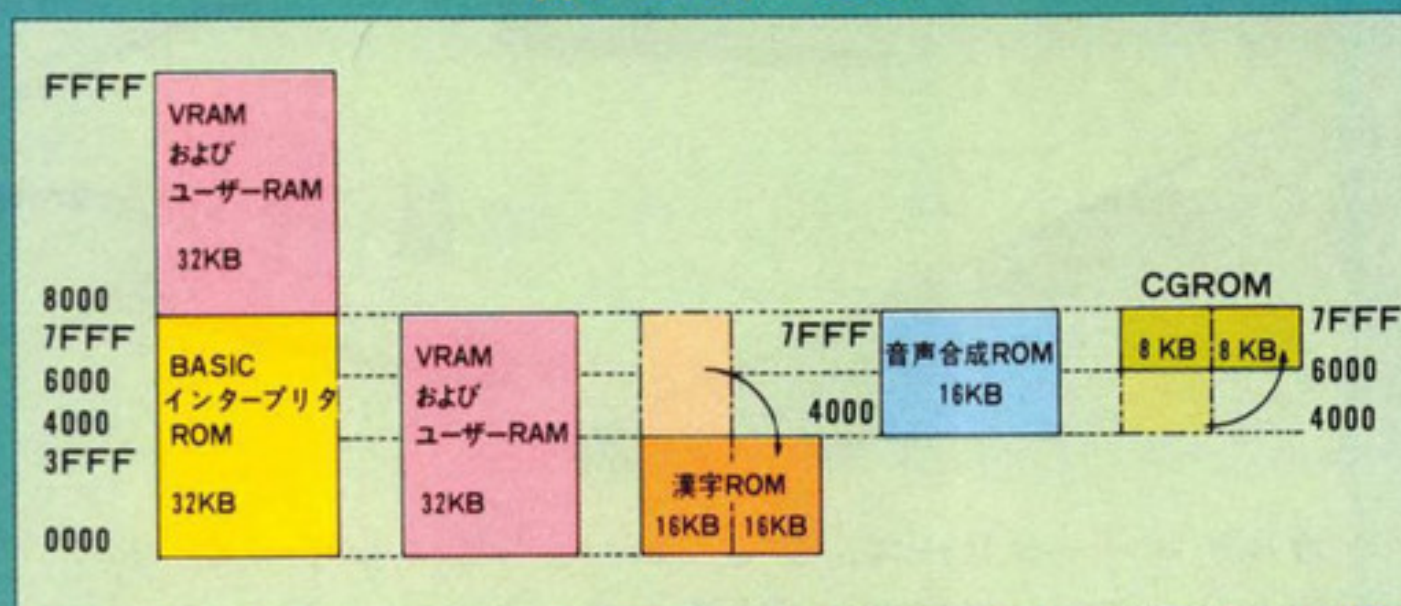 FFFF
VRAM
および
ユーザーRAM
32KB
8000
7FFF
6000
4000
3FFF
0000
BASIC
インタープリタ
ROM
32KB
VRAM
および
ユーザーRAM
32KB
漢字ROM
16KB 16KB
7FFF
4000
音声合成ROM
16KB
CGROM
8 KB 8 KB
7FFF
6000
4000